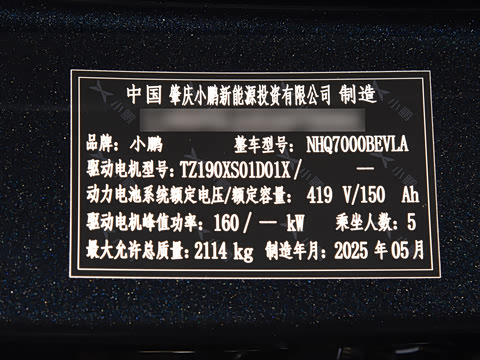 中国 肇庆小鹏新能源投资有限公司 制造
品牌: 小鹏 整车型号: NHQ7000BEVLA
驱动电机型号: TZ190XS01D01X / —
动力电池系统额定电压/额定容量: 419 V/150 Ah
驱动电机峰值功率: 160 / — kW 乘坐人数: 5
最大允许总质量: 2114 kg 制造年月: 2025 年 05 月